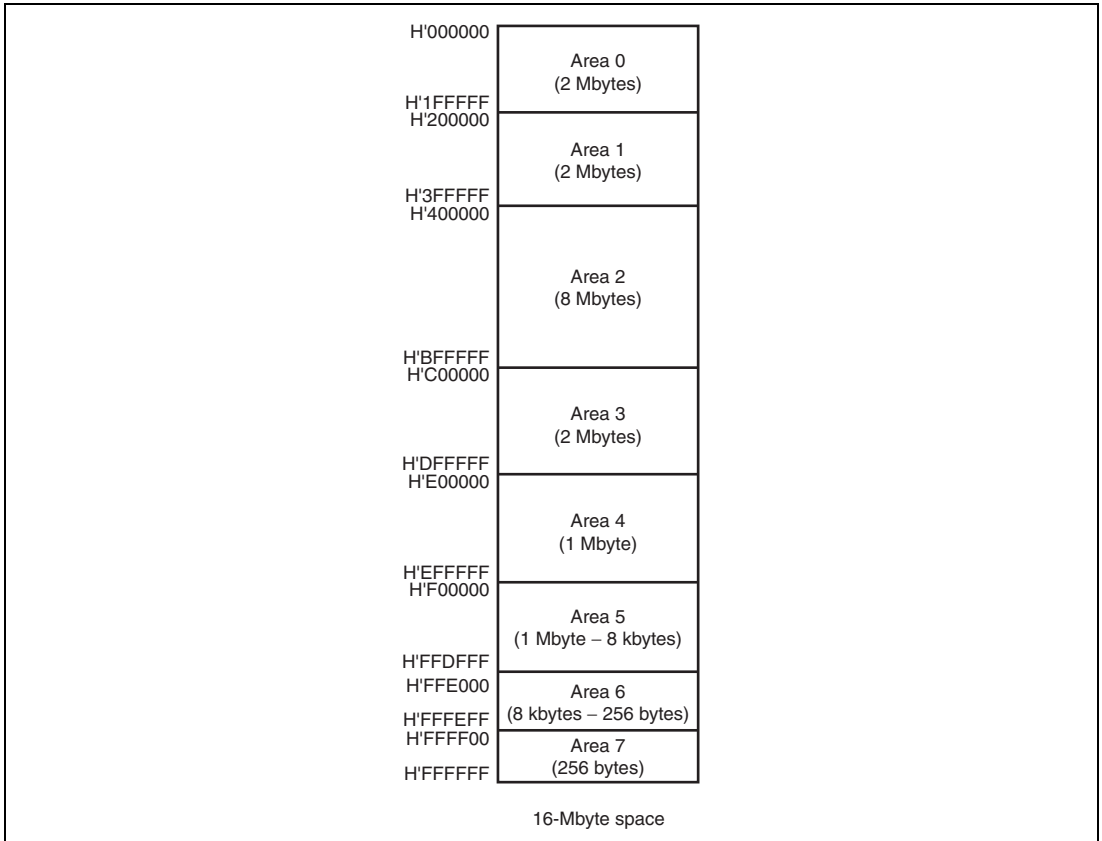 H'000000
Area 0
(2 Mbytes)
H'1FFFFF
H'200000
Area 1
(2 Mbytes)
H'3FFFFF
H'400000
Area 2
(8 Mbytes)
H'BFFFFF
H'C00000
Area 3
(2 Mbytes)
H'DFFFFF
H'E00000
Area 4
(1 Mbyte)
H'EFFFFF
H'F00000
Area 5
(1 Mbyte – 8 kbytes)
H'FFDFFF
H'FFE000
Area 6
(8 kbytes – 256 bytes)
H'FFFEFF
H'FFFF00
Area 7
(256 bytes)
H'FFFFFF
16-Mbyte space